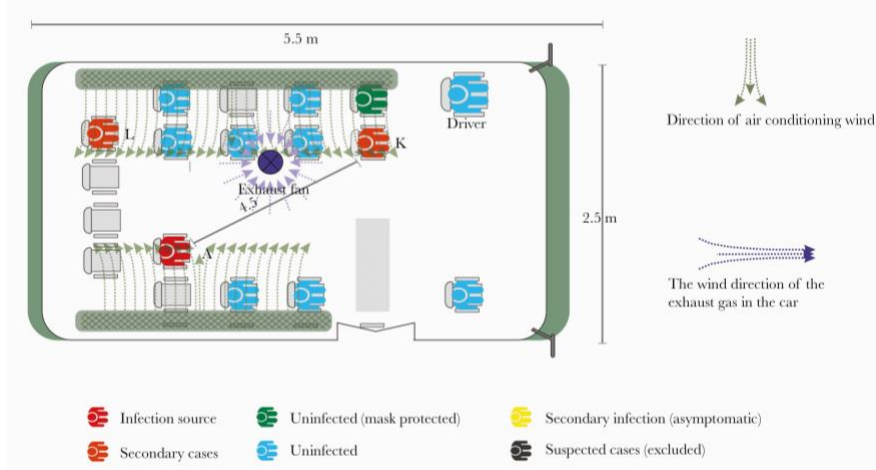 5.5 m
Direction of air conditioning wind
Driver
L
K
Exhaust fan
4.5
2.5 m
A
The wind direction of the
exhaust gas in the car
Infection source
Uninfected (mask protected)
Secondary infection (asymptomatic)
Secondary cases
Uninfected
Suspected cases (excluded)